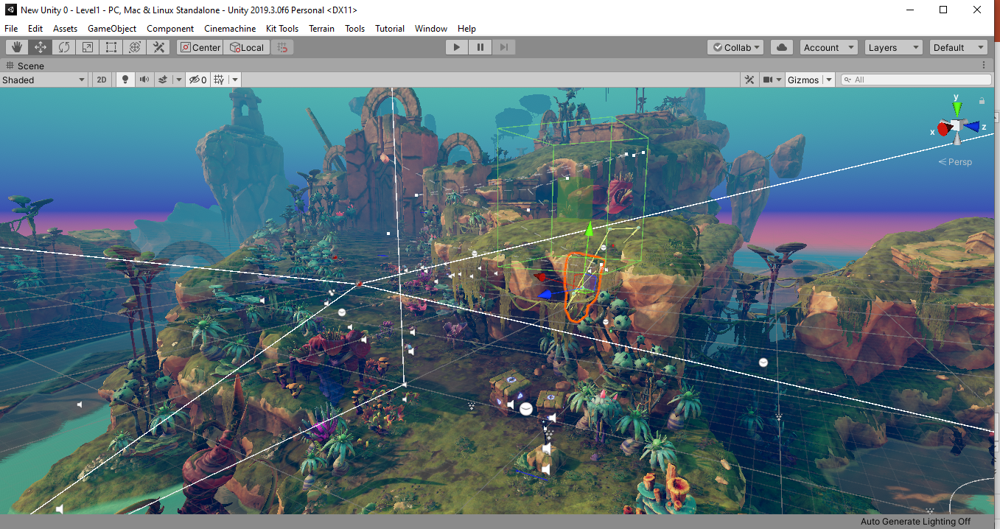 New Unity 0 - Level1 - PC, Mac & Linux Standalone - Unity 2019.3.0f6 Personal <DX11>
File Edit Assets GameObject Component Cinemachine Kit Tools Terrain Tools Tutorial Window Help
Center Local Collab Account Layers Default
Scene
Shaded 2D 0 Gizmos All
y
x z
Persp
Auto Generate Lighting Off